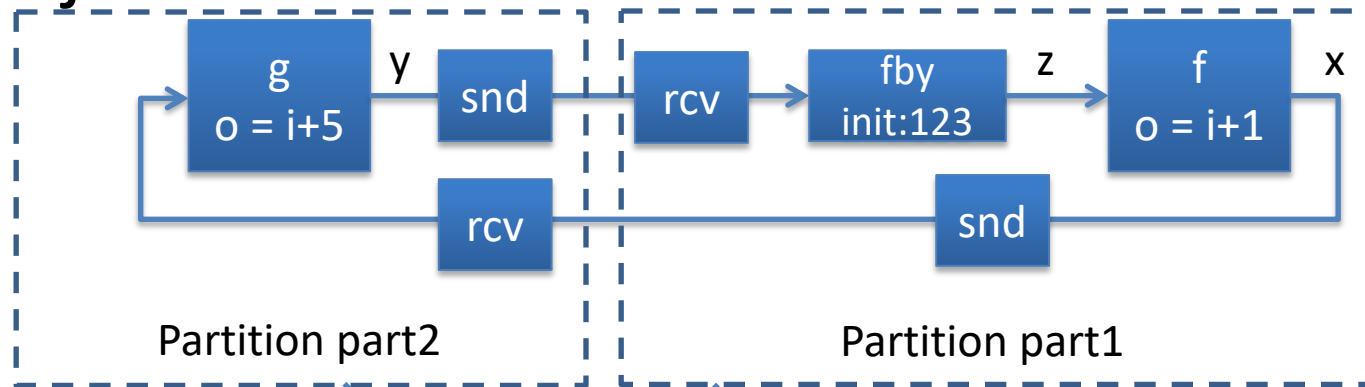 g
o = i+5
y
snd
rcv
fby
init:123
z
f
o = i+1
x
rcv
snd
Partition part2
Partition part1